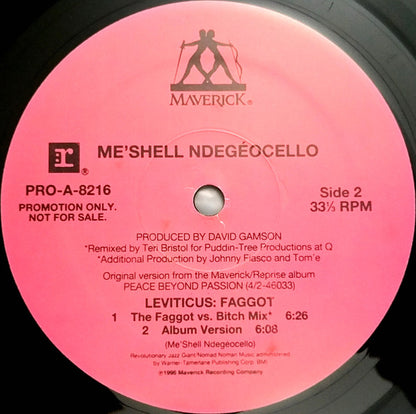 MAVERICK®
r®
ME'SHELL NDEGÉOCELLO
PRO-A-8216
Side 2
PROMOTION ONLY.
NOT FOR SALE.
33⅓ RPM
PRODUCED BY DAVID GAMSON
*Remixed by Teri Bristol for Puddin-Tree Productions at Q.
*Additional Production by Johnny Fiasco and Tom'e
Original version from the Maverick/Reprise album
PEACE BEYOND PASSION (4/2-46033)
LEVITICUS: FAGGOT
1 The Faggot vs. Bitch Mix* 6:26
2 Album Version 6:08
(Me'Shell Ndegeocello)
Revolutionary Jazz Giant/Nomad Noman Music administered by
Warner-Tamerlane Publishing Corp. BMI
℗1996 Maverick Recording Company